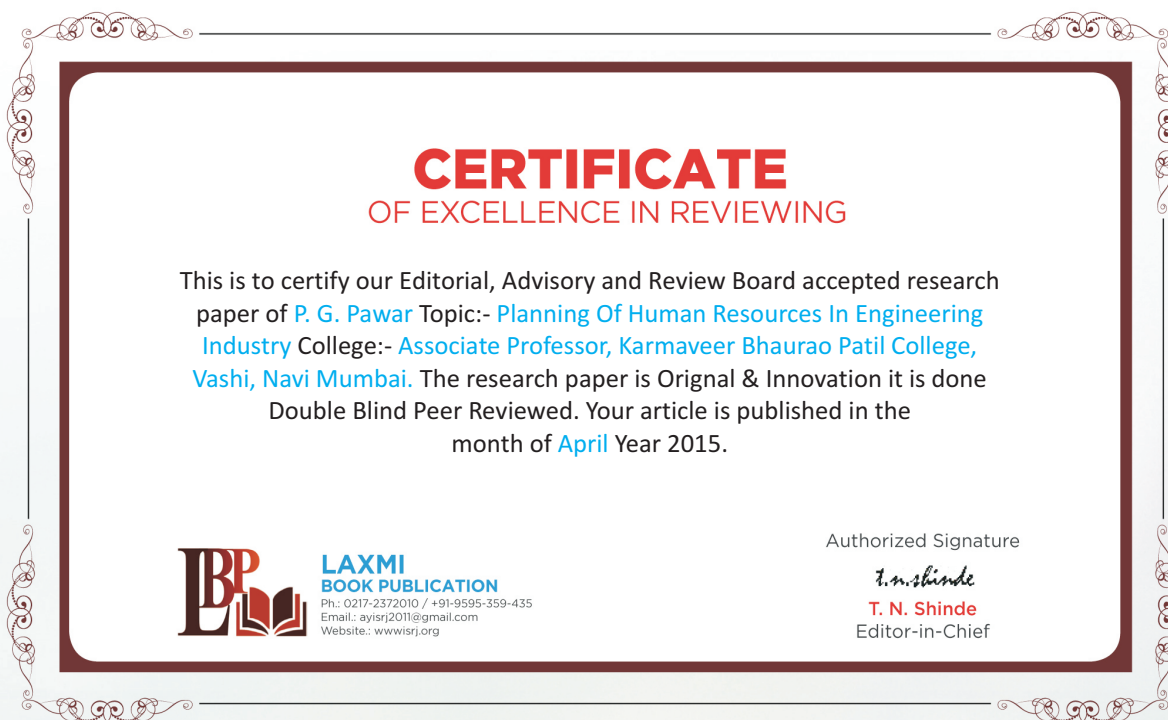 CERTIFICATE
OF EXCELLENCE IN REVIEWING
This is to certify our Editorial, Advisory and Review Board accepted research
paper of P. G. Pawar Topic:- Planning Of Human Resources In Engineering
Industry College:- Associate Professor, Karmaveer Bhaurao Patil College,
Vashi, Navi Mumbai. The research paper is Orignal & Innovation it is done
Double Blind Peer Reviewed. Your article is published in the
month of April Year 2015.
LBP
LAXMI
BOOK PUBLICATION
Ph.: 0217-2372010 / +91-9595-359-435
Email.: ayisrj2011@gmail.com
Website.: wwwisrj.org
Authorized Signature
t.n.shinde
T. N. Shinde
Editor-in-Chief